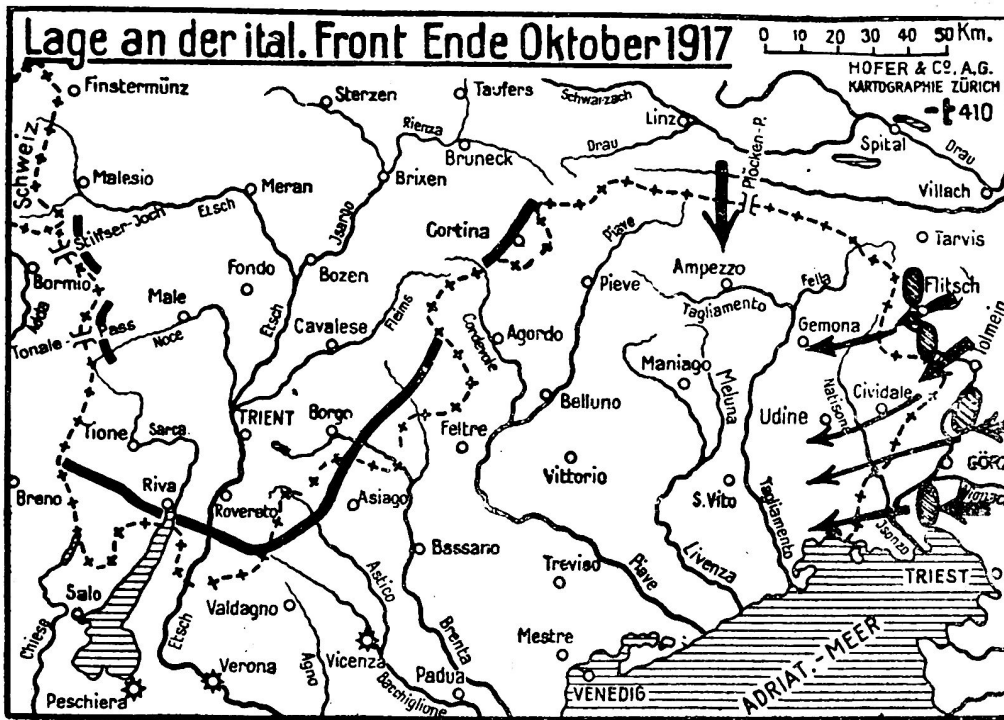 Lage an der ital. Front Ende Oktober 1917
0 10 20 30 40 50 Km.
HOFER & CO. A.G.
KARTOGRAPHIE ZÜRICH
410
Finstermünz
Sterzen
Taufers
Schwarzach
Linz
Drau
Plöcken-P.
Spital
Drau
Villach
Schweiz
Malesio
Meran
Etsch
Rienza
Bruneck
Brixen
Jsargo
Stilfser-Joch
Bormio
Adda
Fondo
Bozen
Cortina
Piave
Tarvis
Male
Etsch
Cavalese
Fleims
Cordevole
Agordo
Pieve
Ampezzo
Tagliamento
Fella
Flitsch
Gemona
Tolmein
Tonale-Pass
Noce
Maniago
Meluna
Natisone
Cividale
Tione
Sarca
TRIENT
Borgo
Feltre
Belluno
Udine
Breno
Riva
Rovereto
Asiago
Vittorio
S.Vito
Tagliamento
GÖRZ
Jsonzo
Bassano
Treviso
Piave
Livenza
TRIEST
Salo
Chiese
Etsch
Valdagno
Astico
Brenta
Mestre
Agno
Vicenza
Bacchiglione
Padua
Peschiera
Verona
VENEDIG
ADRIAT.-MEER